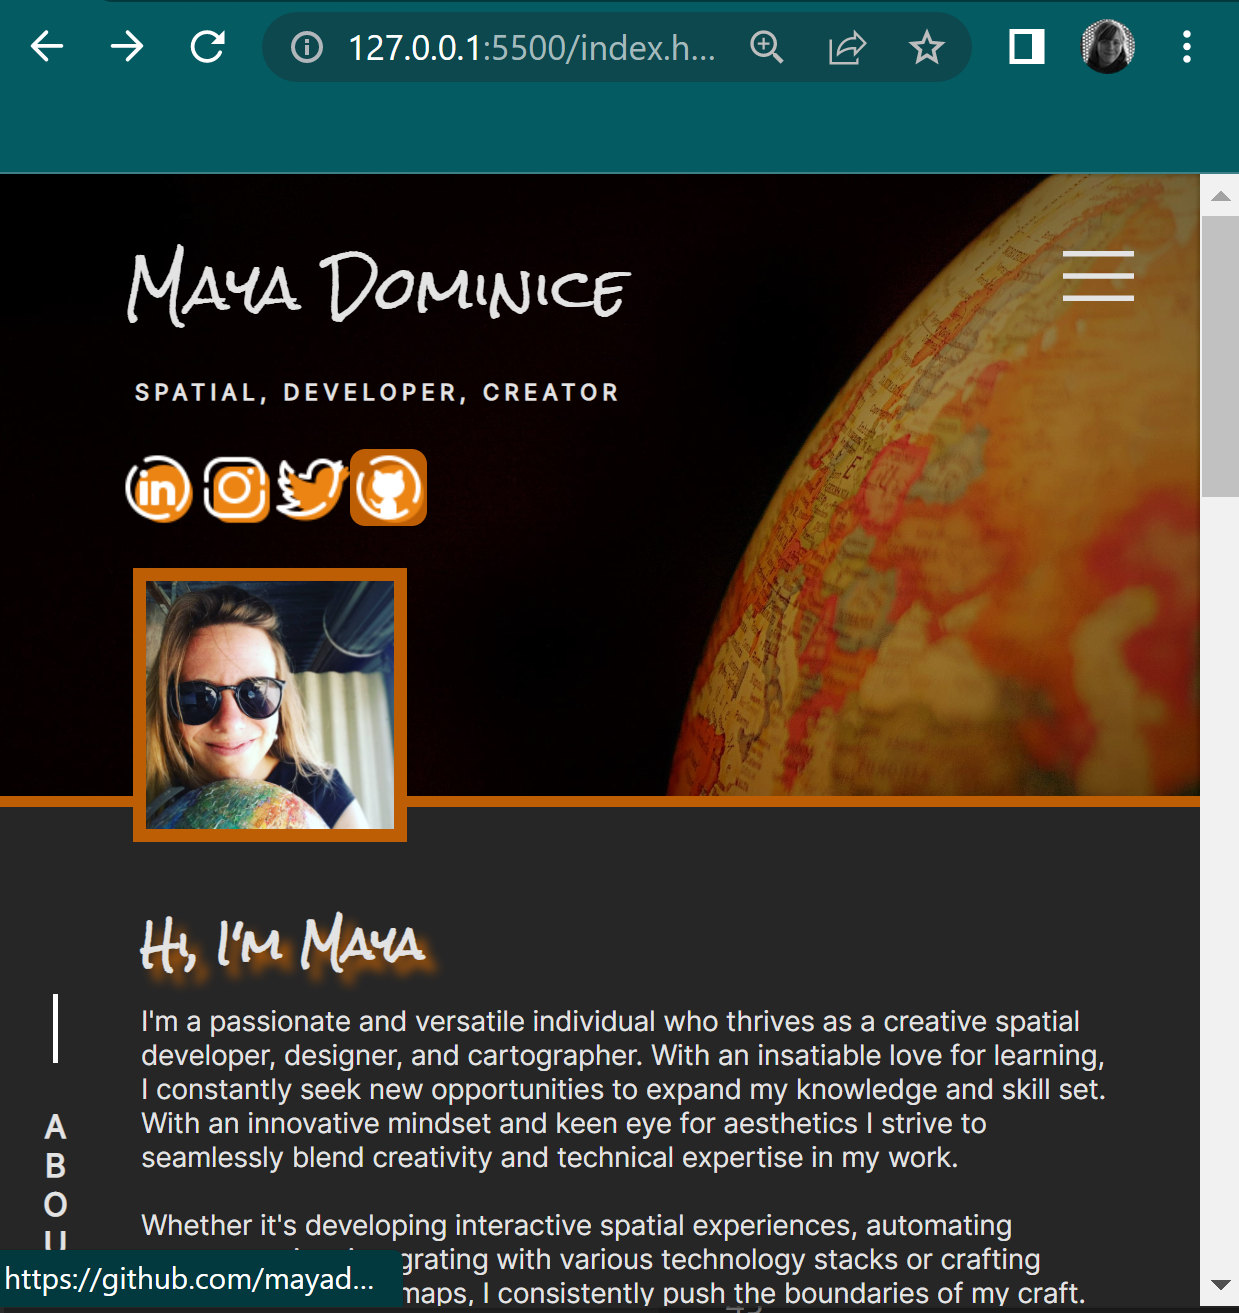 127.0.0.1:5500/index.h...
Maya Dominice
SPATIAL, DEVELOPER, CREATOR
in
Hi, I'm Maya
I'm a passionate and versatile individual who thrives as a creative spatial
developer, designer, and cartographer. With an insatiable love for learning,
I constantly seek new opportunities to expand my knowledge and skill set.
With an innovative mindset and keen eye for aesthetics I strive to
seamlessly blend creativity and technical expertise in my work.
Whether it's developing interactive spatial experiences, automating
grating with various technology stacks or crafting
maps, I consistently push the boundaries of my craft.
A
B
O
U
https://github.com/mayad...